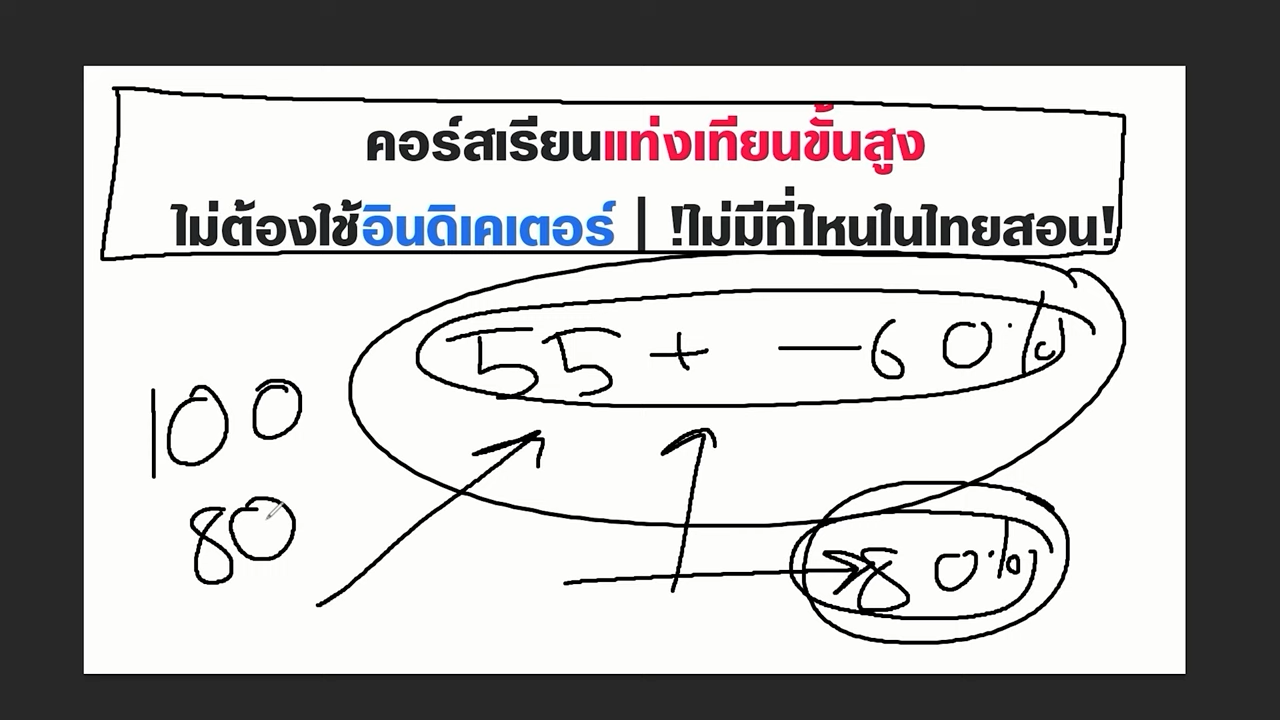 คอร์สเรียนแท่งเทียนขั้นสูง
ไม่ต้องใช้อินดิเคเตอร์ | !ไม่มีที่ไหนในไทยสอน!
55+ - 60%
100
80
80%